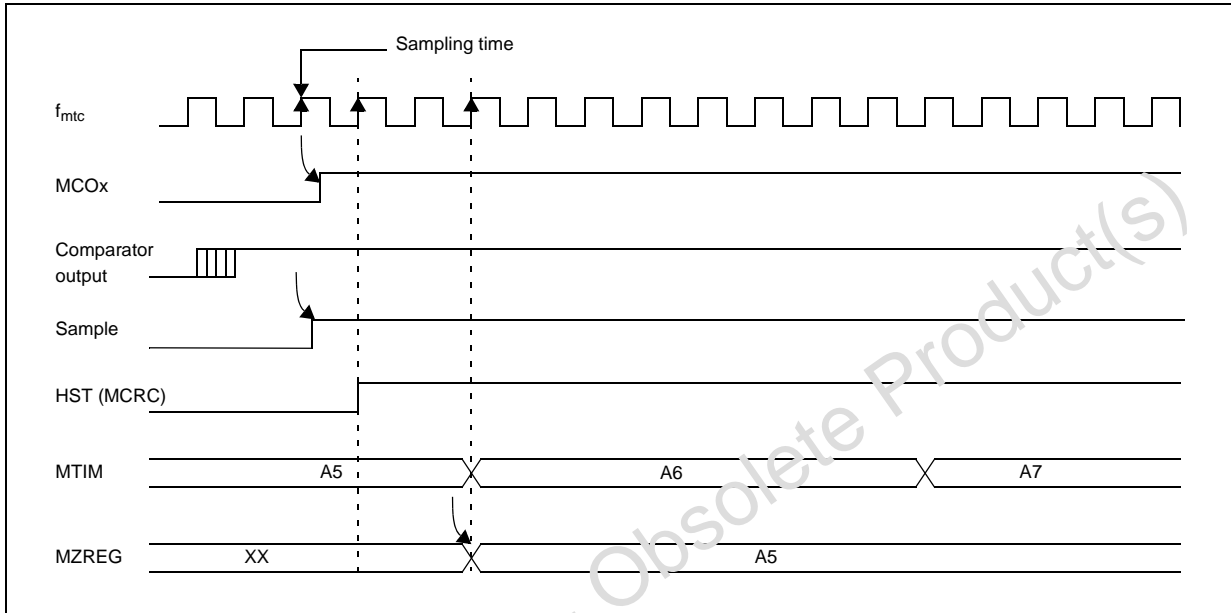 Sampling time
fmtc
MCOx
Comparator
output
Sample
HST (MCRC)
MTIM A5 A6 A7
MZREG XX A5
Obsolete Product(s)